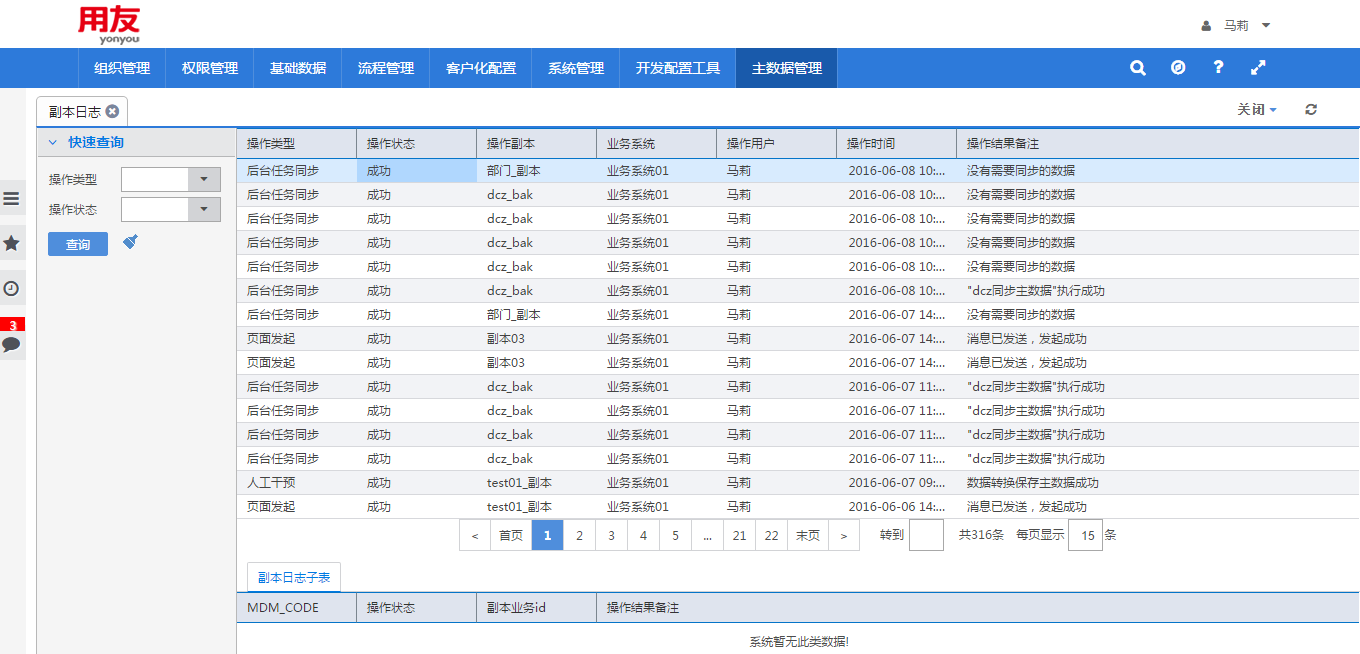 用友
yonyou
马莉
组织管理 权限管理 基础数据 流程管理 客户化配置 系统管理 开发配置工具 主数据管理
副本日志 关闭
快速查询
操作类型
操作状态
查询
3
操作类型 操作状态 操作副本 业务系统 操作用户 操作时间 操作结果备注
后台任务同步 成功 部门_副本 业务系统01 马莉 2016-06-08 10:... 没有需要同步的数据
后台任务同步 成功 dcz_bak 业务系统01 马莉 2016-06-08 10:... 没有需要同步的数据
后台任务同步 成功 dcz_bak 业务系统01 马莉 2016-06-08 10:... 没有需要同步的数据
后台任务同步 成功 dcz_bak 业务系统01 马莉 2016-06-08 10:... 没有需要同步的数据
后台任务同步 成功 dcz_bak 业务系统01 马莉 2016-06-08 10:... 没有需要同步的数据
后台任务同步 成功 dcz_bak 业务系统01 马莉 2016-06-08 10:... "dcz同步主数据"执行成功
后台任务同步 成功 部门_副本 业务系统01 马莉 2016-06-07 14:... 没有需要同步的数据
页面发起 成功 副本03 业务系统01 马莉 2016-06-07 14:... 消息已发送，发起成功
页面发起 成功 副本03 业务系统01 马莉 2016-06-07 14:... 消息已发送，发起成功
后台任务同步 成功 dcz_bak 业务系统01 马莉 2016-06-07 11:... "dcz同步主数据"执行成功
后台任务同步 成功 dcz_bak 业务系统01 马莉 2016-06-07 11:... "dcz同步主数据"执行成功
后台任务同步 成功 dcz_bak 业务系统01 马莉 2016-06-07 11:... "dcz同步主数据"执行成功
后台任务同步 成功 dcz_bak 业务系统01 马莉 2016-06-07 11:... "dcz同步主数据"执行成功
人工干预 成功 test01_副本 业务系统01 马莉 2016-06-07 09:... 数据转换保存主数据成功
页面发起 成功 test01_副本 业务系统01 马莉 2016-06-06 14:... 消息已发送，发起成功
< 首页 1 2 3 4 5 ... 21 22 末页 > 转到 共316条 每页显示 15 条
副本日志子表
MDM_CODE 操作状态 副本业务id 操作结果备注
系统暂无此类数据!